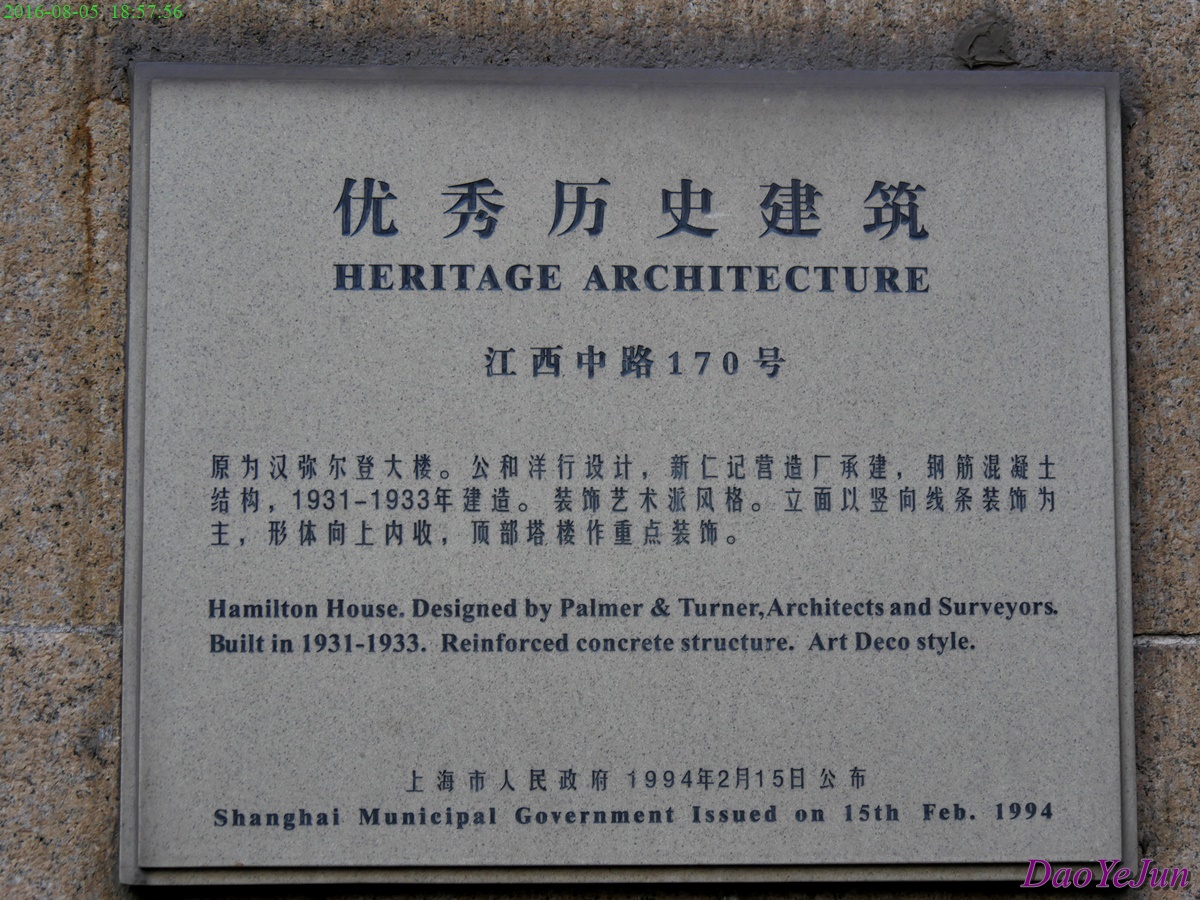 2016-08-05 18:57:56
优秀历史建筑
HERITAGE ARCHITECTURE
江西中路170号
原为汉弥尔登大楼。公和洋行设计，新仁记营造厂承建，钢筋混凝土
结构，1931-1933年建造。装饰艺术派风格。立面以竖向线条装饰为
主，形体向上内收，顶部塔楼作重点装饰。
Hamilton House. Designed by Palmer & Turner, Architects and Surveyors.
Built in 1931-1933. Reinforced concrete structure. Art Deco style.
上海市人民政府 1994年2月15日公布
Shanghai Municipal Government Issued on 15th Feb. 1994
DaoYeJun